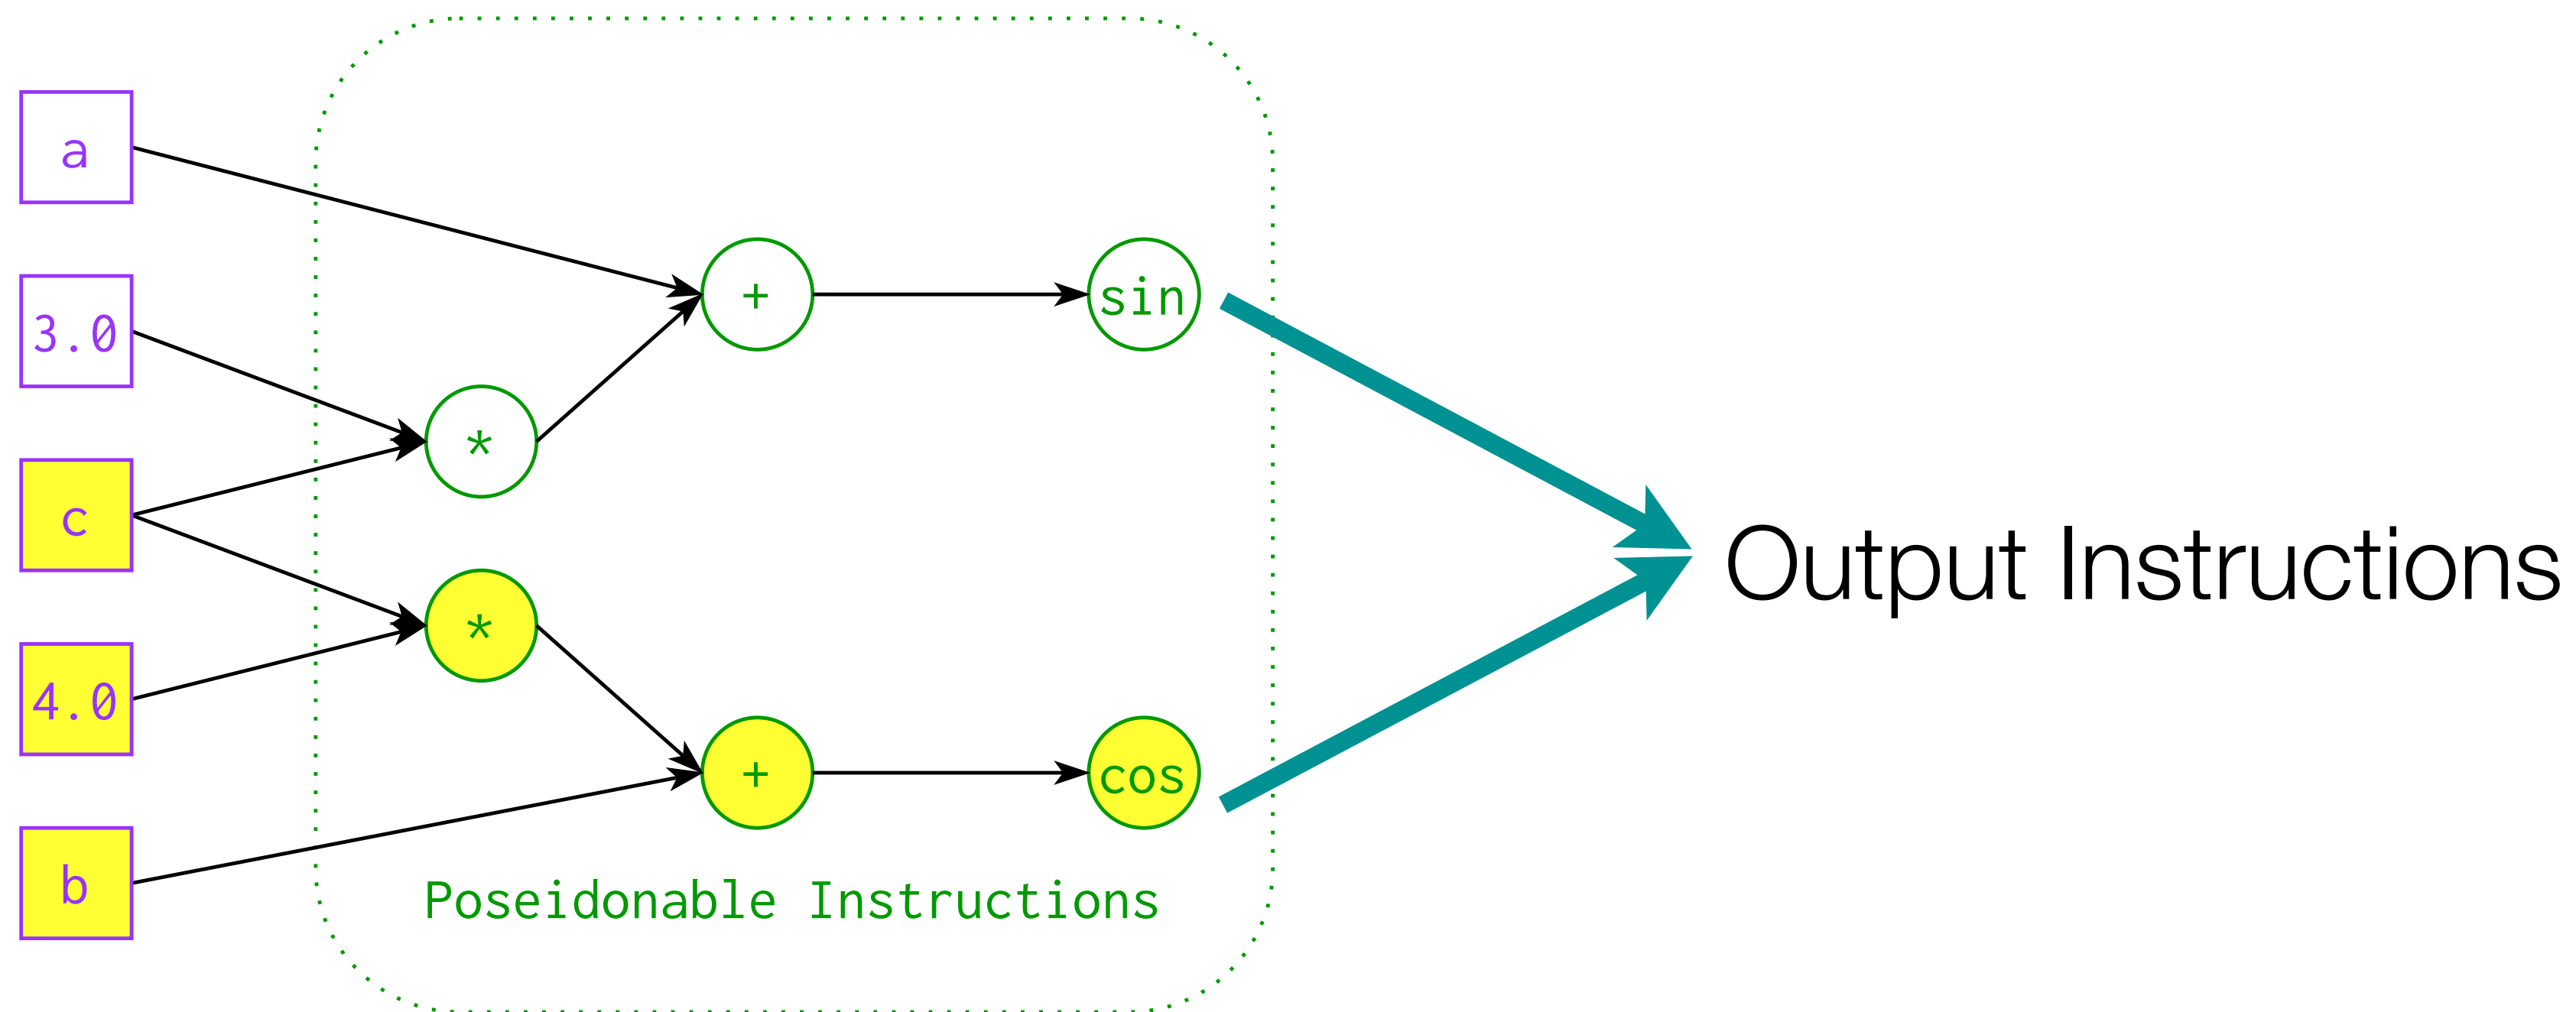 a
3.0
c
4.0
b
+
sin
*
*
+
cos
Poseidonable Instructions
Output Instructions